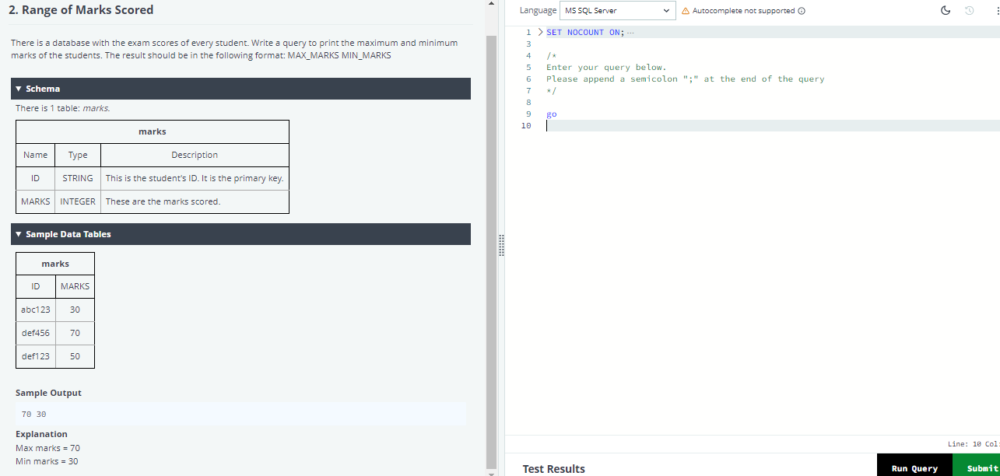 2. Range of Marks Scored
There is a database with the exam scores of every student. Write a query to print the maximum and minimum
marks of the students. The result should be in the following format: MAX_MARKS MIN_MARKS
▼ Schema
There is 1 table: marks.
marks
Name Type Description
ID STRING This is the student's ID. It is the primary key.
MARKS INTEGER These are the marks scored.
▼ Sample Data Tables
marks
ID MARKS
abc123 30
def456 70
def123 50
Sample Output
70 30
Explanation
Max marks = 70
Min marks = 30
Language MS SQL Server Autocomplete not supported
1 SET NOCOUNT ON; ...
3
4 /*
5 Enter your query below.
6 Please append a semicolon ";" at the end of the query
7 */
8
9 go
10
Line: 10 Col:
Test Results
Run Query Submit